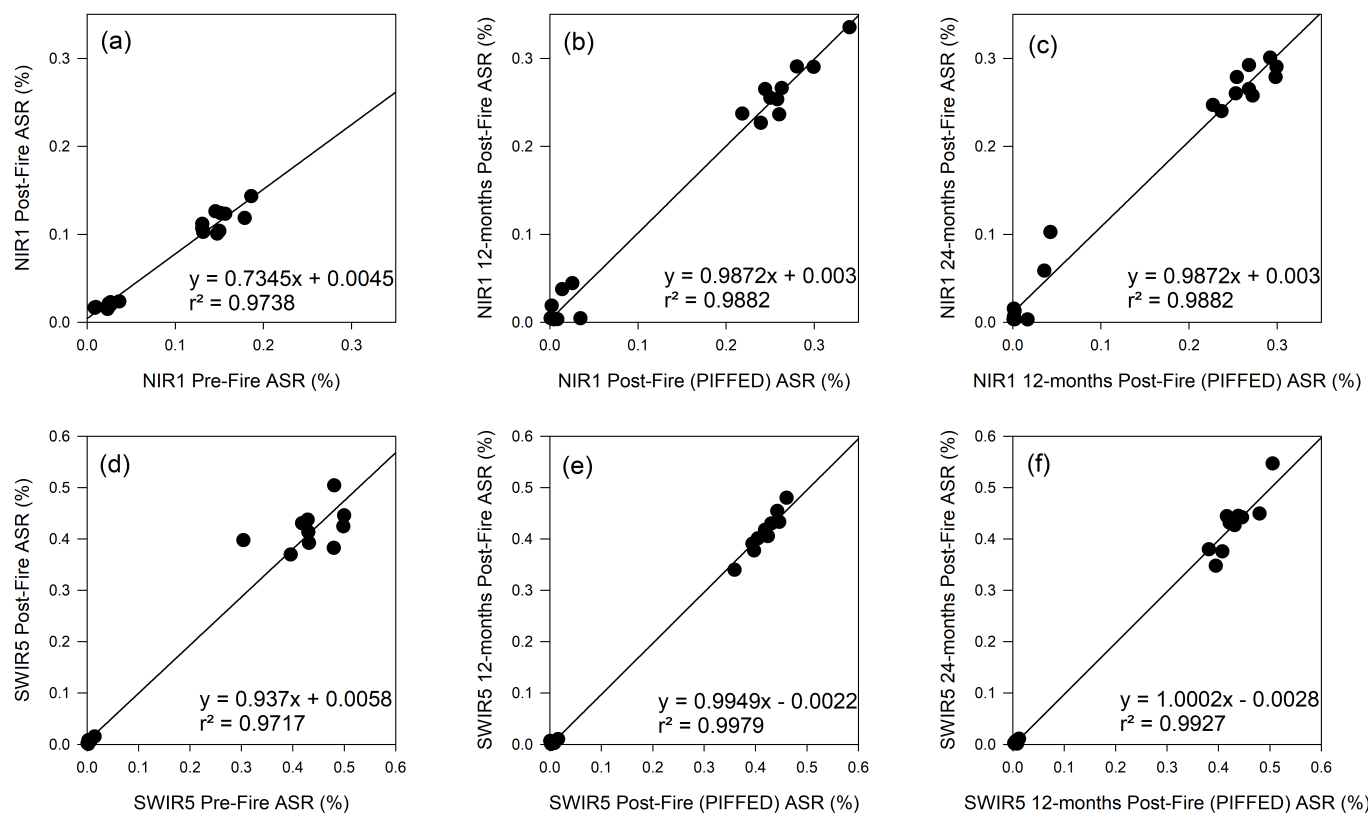 (a)
NIR1 Post-Fire ASR (%)
0.3
0.2
0.1
0.0
y = 0.7345x + 0.0045
r² = 0.9738
0.0 0.1 0.2 0.3
NIR1 Pre-Fire ASR (%)
(b)
NIR1 12-months Post-Fire ASR (%)
0.3
0.2
0.1
0.0
y = 0.9872x + 0.003
r² = 0.9882
0.0 0.1 0.2 0.3
NIR1 Post-Fire (PIFFED) ASR (%)
(c)
NIR1 24-months Post-Fire ASR (%)
0.3
0.2
0.1
0.0
y = 0.9872x + 0.003
r² = 0.9882
0.0 0.1 0.2 0.3
NIR1 12-months Post-Fire (PIFFED) ASR (%)
(d)
SWIR5 Post-Fire ASR (%)
0.6
0.5
0.4
0.3
0.2
0.1
0.0
y = 0.937x + 0.0058
r² = 0.9717
0.0 0.1 0.2 0.3 0.4 0.5 0.6
SWIR5 Pre-Fire ASR (%)
(e)
SWIR5 12-months Post-Fire ASR (%)
0.6
0.5
0.4
0.3
0.2
0.1
0.0
y = 0.9949x - 0.0022
r² = 0.9979
0.0 0.1 0.2 0.3 0.4 0.5 0.6
SWIR5 Post-Fire (PIFFED) ASR (%)
(f)
SWIR5 24-months Post-Fire ASR (%)
0.6
0.5
0.4
0.3
0.2
0.1
0.0
y = 1.0002x - 0.0028
r² = 0.9927
0.0 0.1 0.2 0.3 0.4 0.5 0.6
SWIR5 12-months Post-Fire (PIFFED) ASR (%)